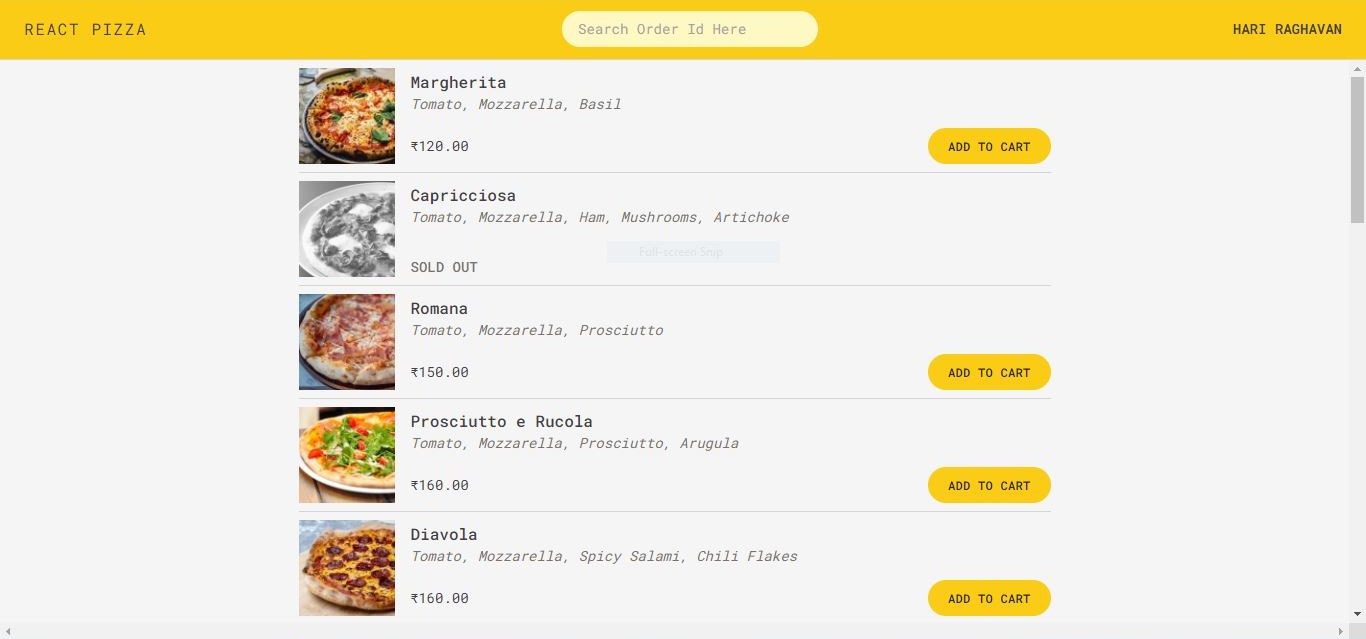 REACT PIZZA
Search Order Id Here
HARI RAGHAVAN
Margherita
Tomato, Mozzarella, Basil
₹120.00
ADD TO CART
Capricciosa
Tomato, Mozzarella, Ham, Mushrooms, Artichoke
Full-screen Snip
SOLD OUT
Romana
Tomato, Mozzarella, Prosciutto
₹150.00
ADD TO CART
Prosciutto e Rucola
Tomato, Mozzarella, Prosciutto, Arugula
₹160.00
ADD TO CART
Diavola
Tomato, Mozzarella, Spicy Salami, Chili Flakes
₹160.00
ADD TO CART